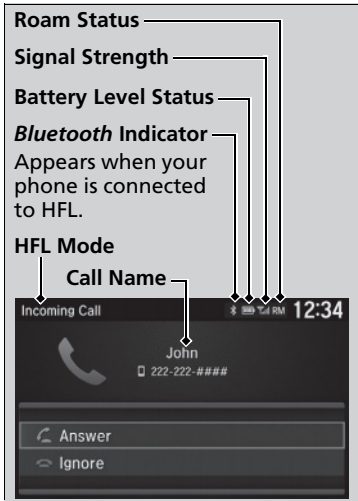 Roam Status
Signal Strength
Battery Level Status
Bluetooth Indicator
Appears when your
phone is connected
to HFL.
HFL Mode
Call Name
Incoming Call RM 12:34
John
222-222-####
Answer
Ignore